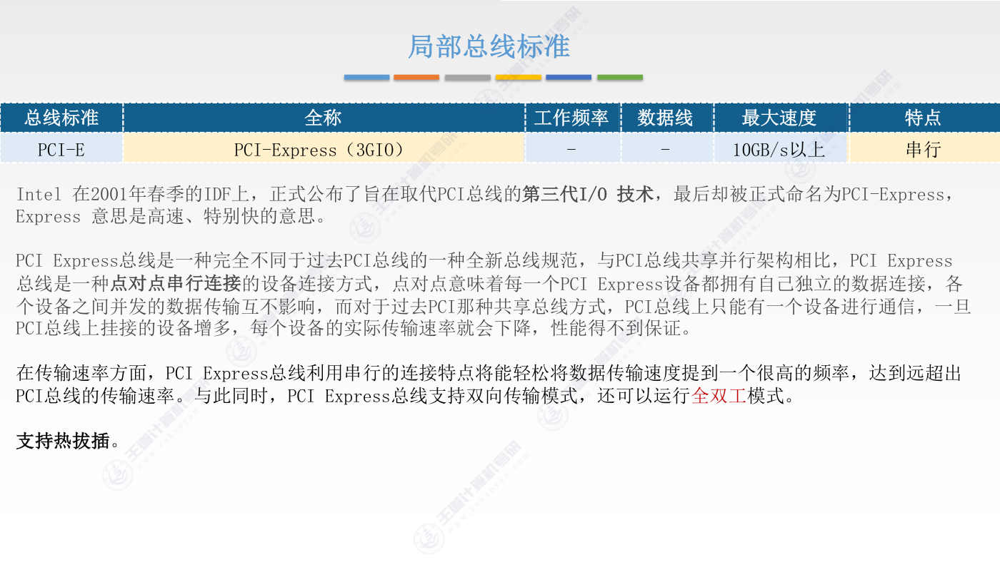 局部总线标准
总线标准 全称 工作频率 数据线 最大速度 特点
PCI-E PCI-Express（3GIO） - - 10GB/s以上 串行
Intel 在2001年春季的IDF上，正式公布了旨在取代PCI总线的第三代I/O 技术，最后却被正式命名为PCI-Express，
Express 意思是高速、特别快的意思。
PCI Express总线是一种完全不同于过去PCI总线的一种全新总线规范，与PCI总线共享并行架构相比，PCI Express
总线是一种点对点串行连接的设备连接方式，点对点意味着每一个PCI Express设备都拥有自己独立的数据连接，各
个设备之间并发的数据传输互不影响，而对于过去PCI那种共享总线方式，PCI总线上只能有一个设备进行通信，一旦
PCI总线上挂接的设备增多，每个设备的实际传输速率就会下降，性能得不到保证。
在传输速率方面，PCI Express总线利用串行的连接特点将能轻松将数据传输速度提到一个很高的频率，达到远超出
PCI总线的传输速率。与此同时，PCI Express总线支持双向传输模式，还可以运行全双工模式。
支持热拔插。
王道计算机考研
王道计算机考研